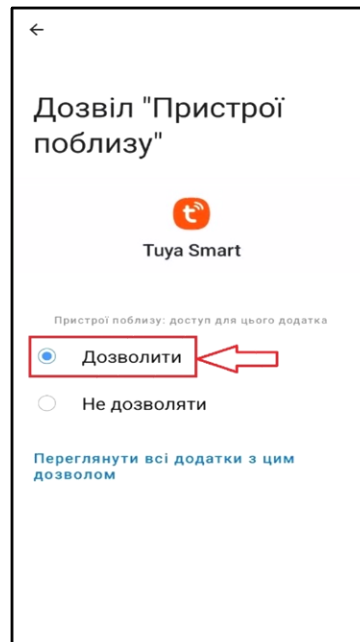 Дозвіл "Пристрої
поблизу"
Tuya Smart
Пристрої поблизу: доступ для цього додатка
Дозволити
Не дозволяти
Переглянути всі додатки з цим
дозволом